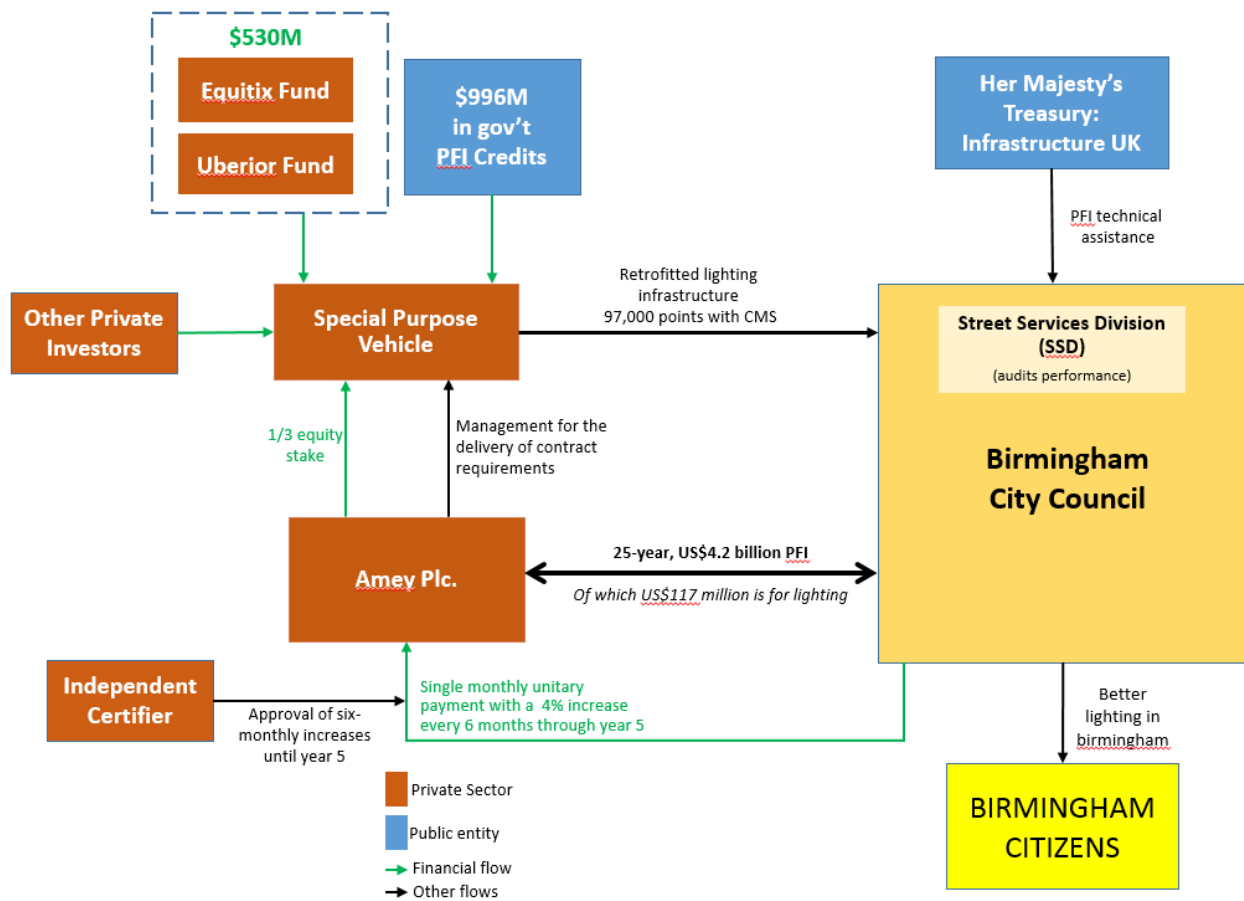 $530M
Equitix Fund
Uberior Fund
$996M
in gov’t
PFI Credits
Her Majesty’s
Treasury:
Infrastructure UK
PFI technical
assistance
Other Private
Investors
Special Purpose
Vehicle
Retrofitted lighting
infrastructure
97,000 points with CMS
Street Services Division
(SSD)
(audits performance)
Birmingham
City Council
1/3 equity
stake
Management for the
delivery of contract
requirements
Amey Plc.
25-year, US$4.2 billion PFI
Of which US$117 million is for lighting
Independent
Certifier
Approval of six-
monthly increases
until year 5
Single monthly unitary
payment with a  4% increase
every 6 months through year 5
Better
lighting in
birmingham
BIRMINGHAM
CITIZENS
Private Sector
Public entity
Financial flow
Other flows